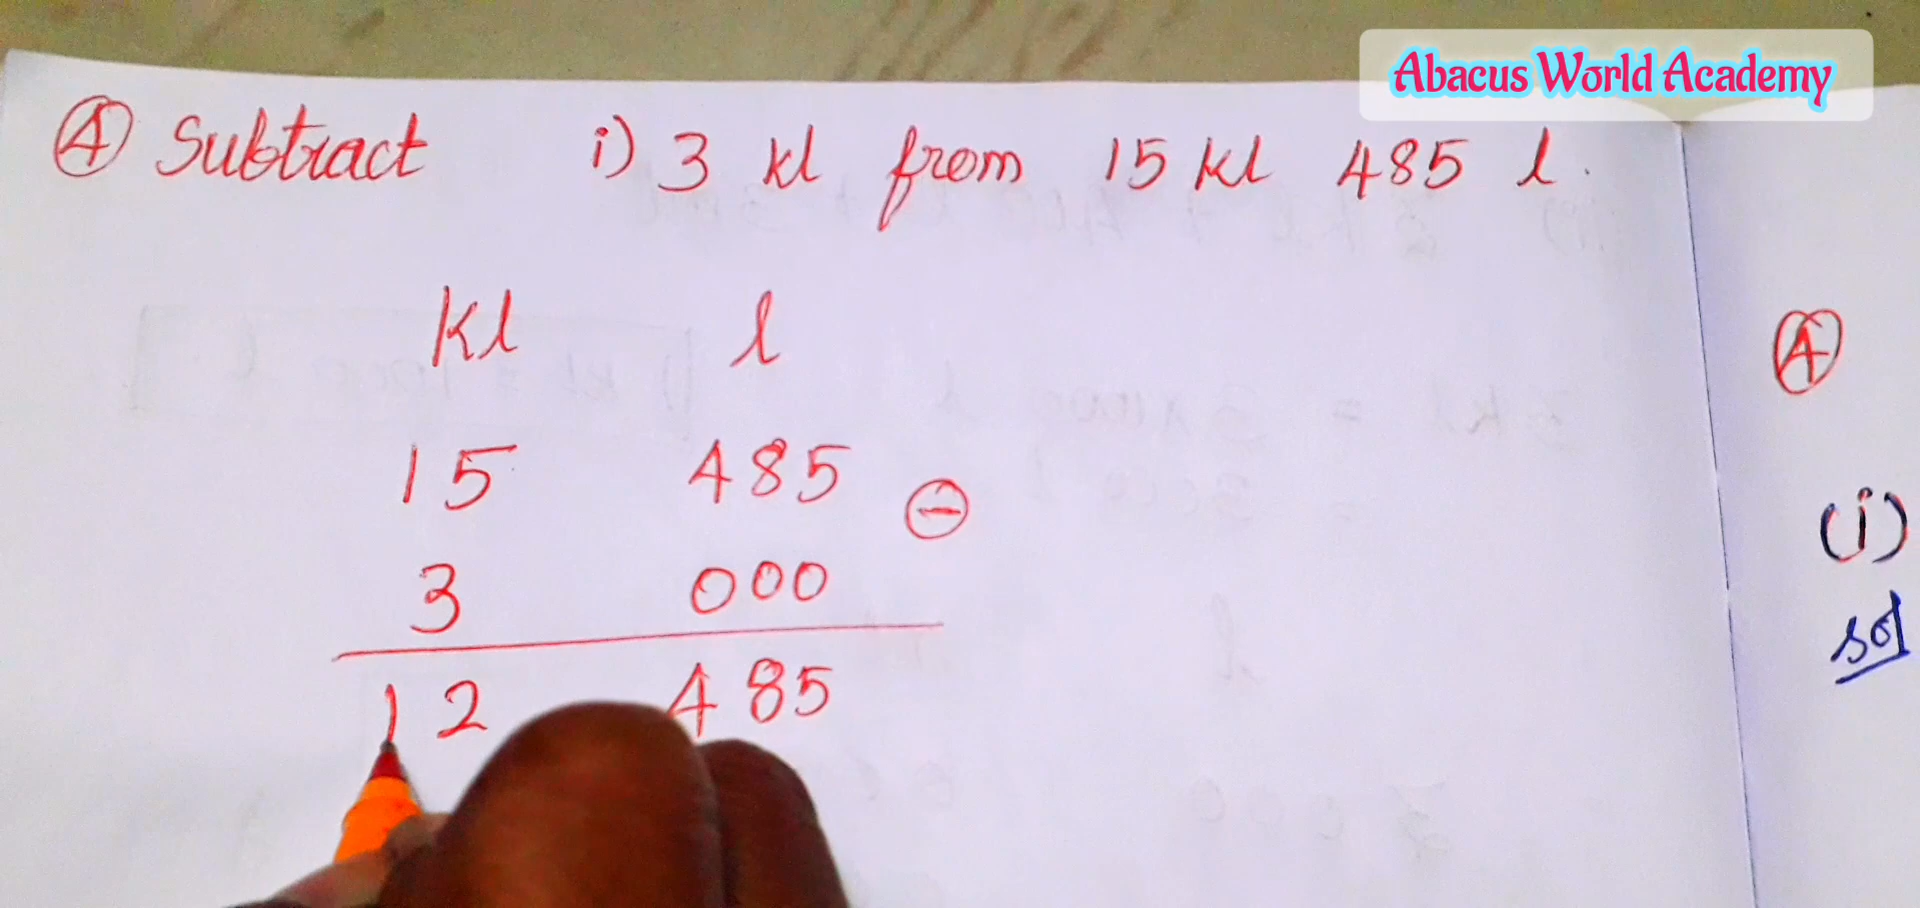 Abacus World Academy
4 Subtract i) 3 kl from 15 kl 485 l.
kl l
15 485 −
3 000
12 485
4
(i)
sol